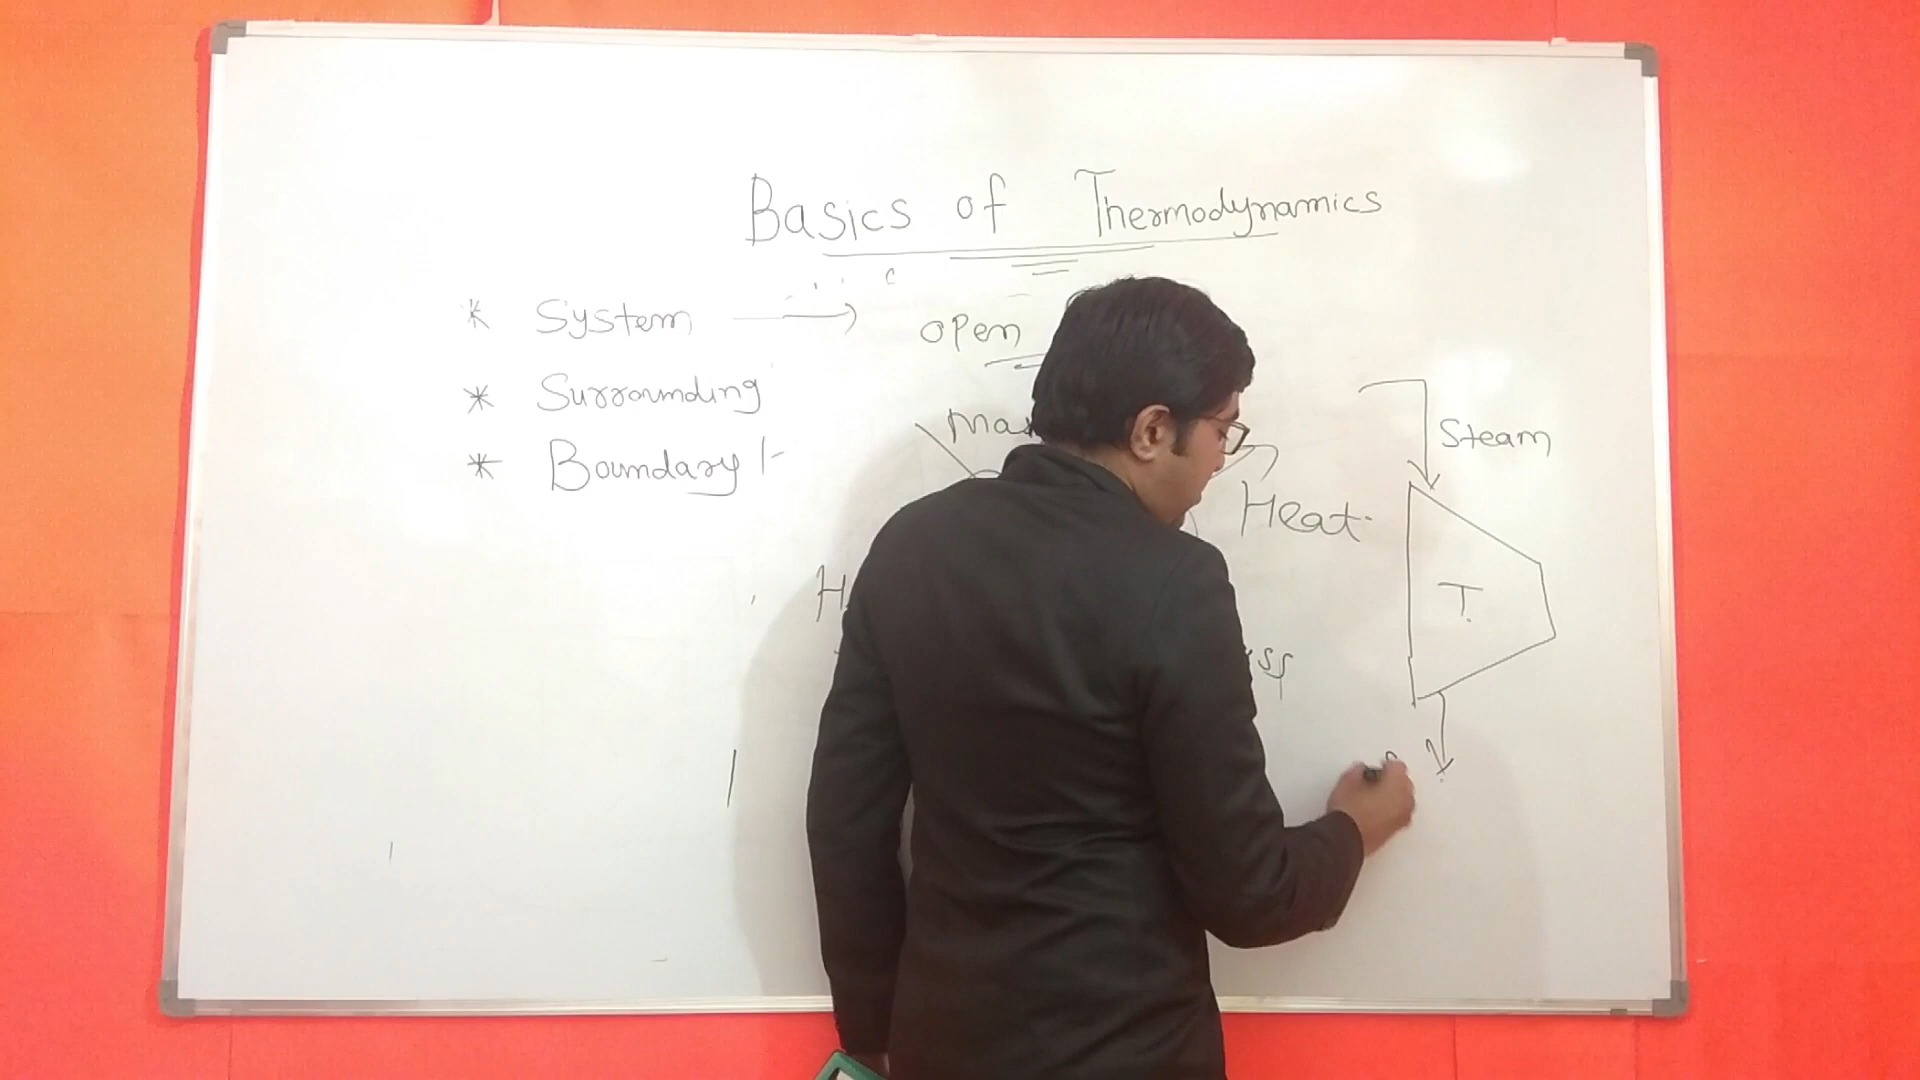 Basics of Thermodynamics
* System → open
* Surrounding
* Boundary :-
Steam
Heat
T